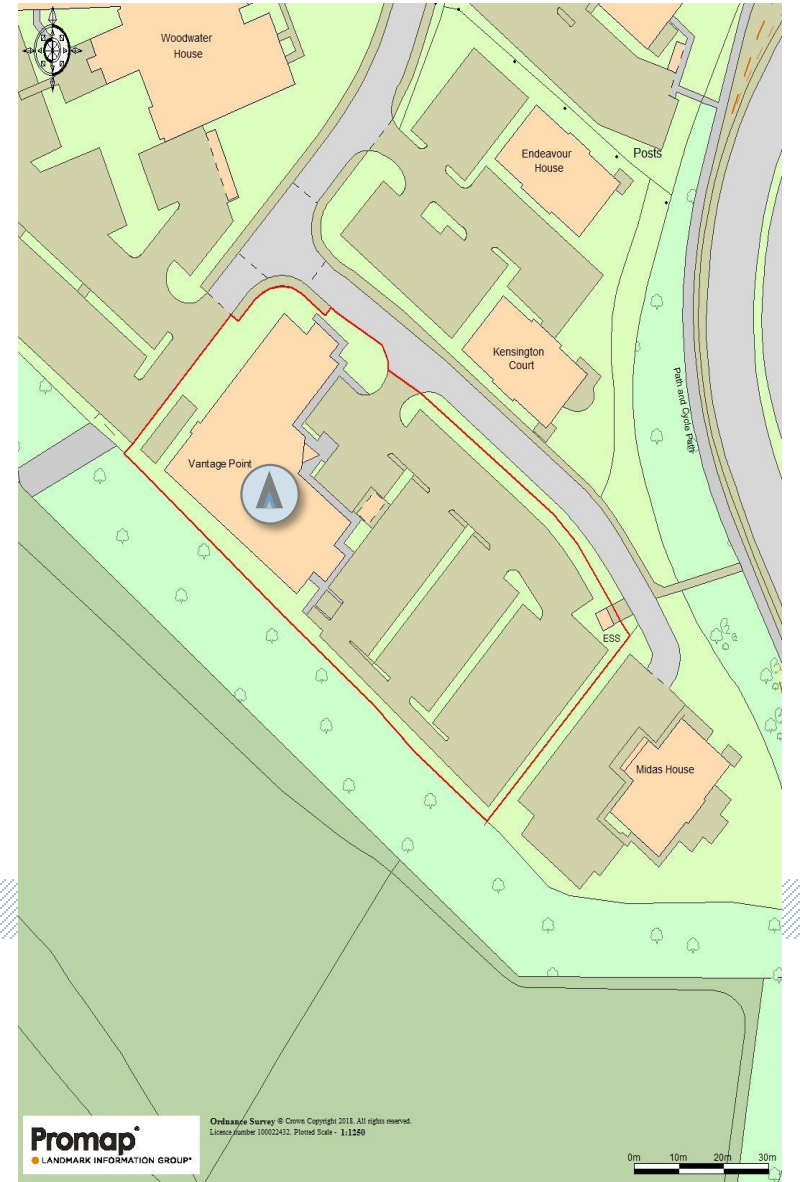 Woodwater
House
Endeavour
House
Posts
Kensington
Court
Path and Cycle Path
Vantage Point
ESS
Midas House
Promap®
LANDMARK INFORMATION GROUP®
Ordnance Survey © Crown Copyright 2018. All rights reserved.
Licence number 100022432. Plotted Scale - 1:1250
0m 10m 20m 30m